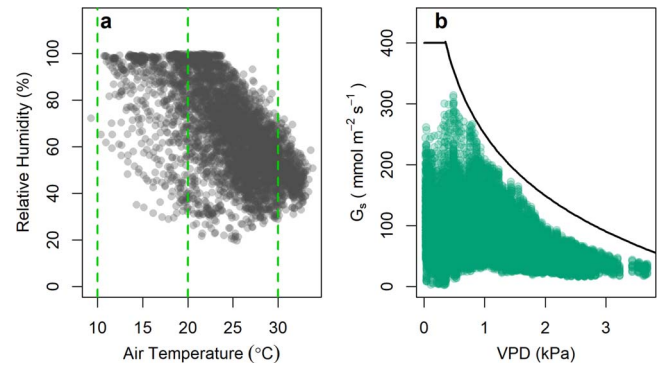 a
100
80
60
40
20
0
Relative Humidity (%)
10 15 20 25 30
Air Temperature (°C)
b
400
300
200
100
0
Gs ( mmol m−2 s−1 )
0 1 2 3
VPD (kPa)